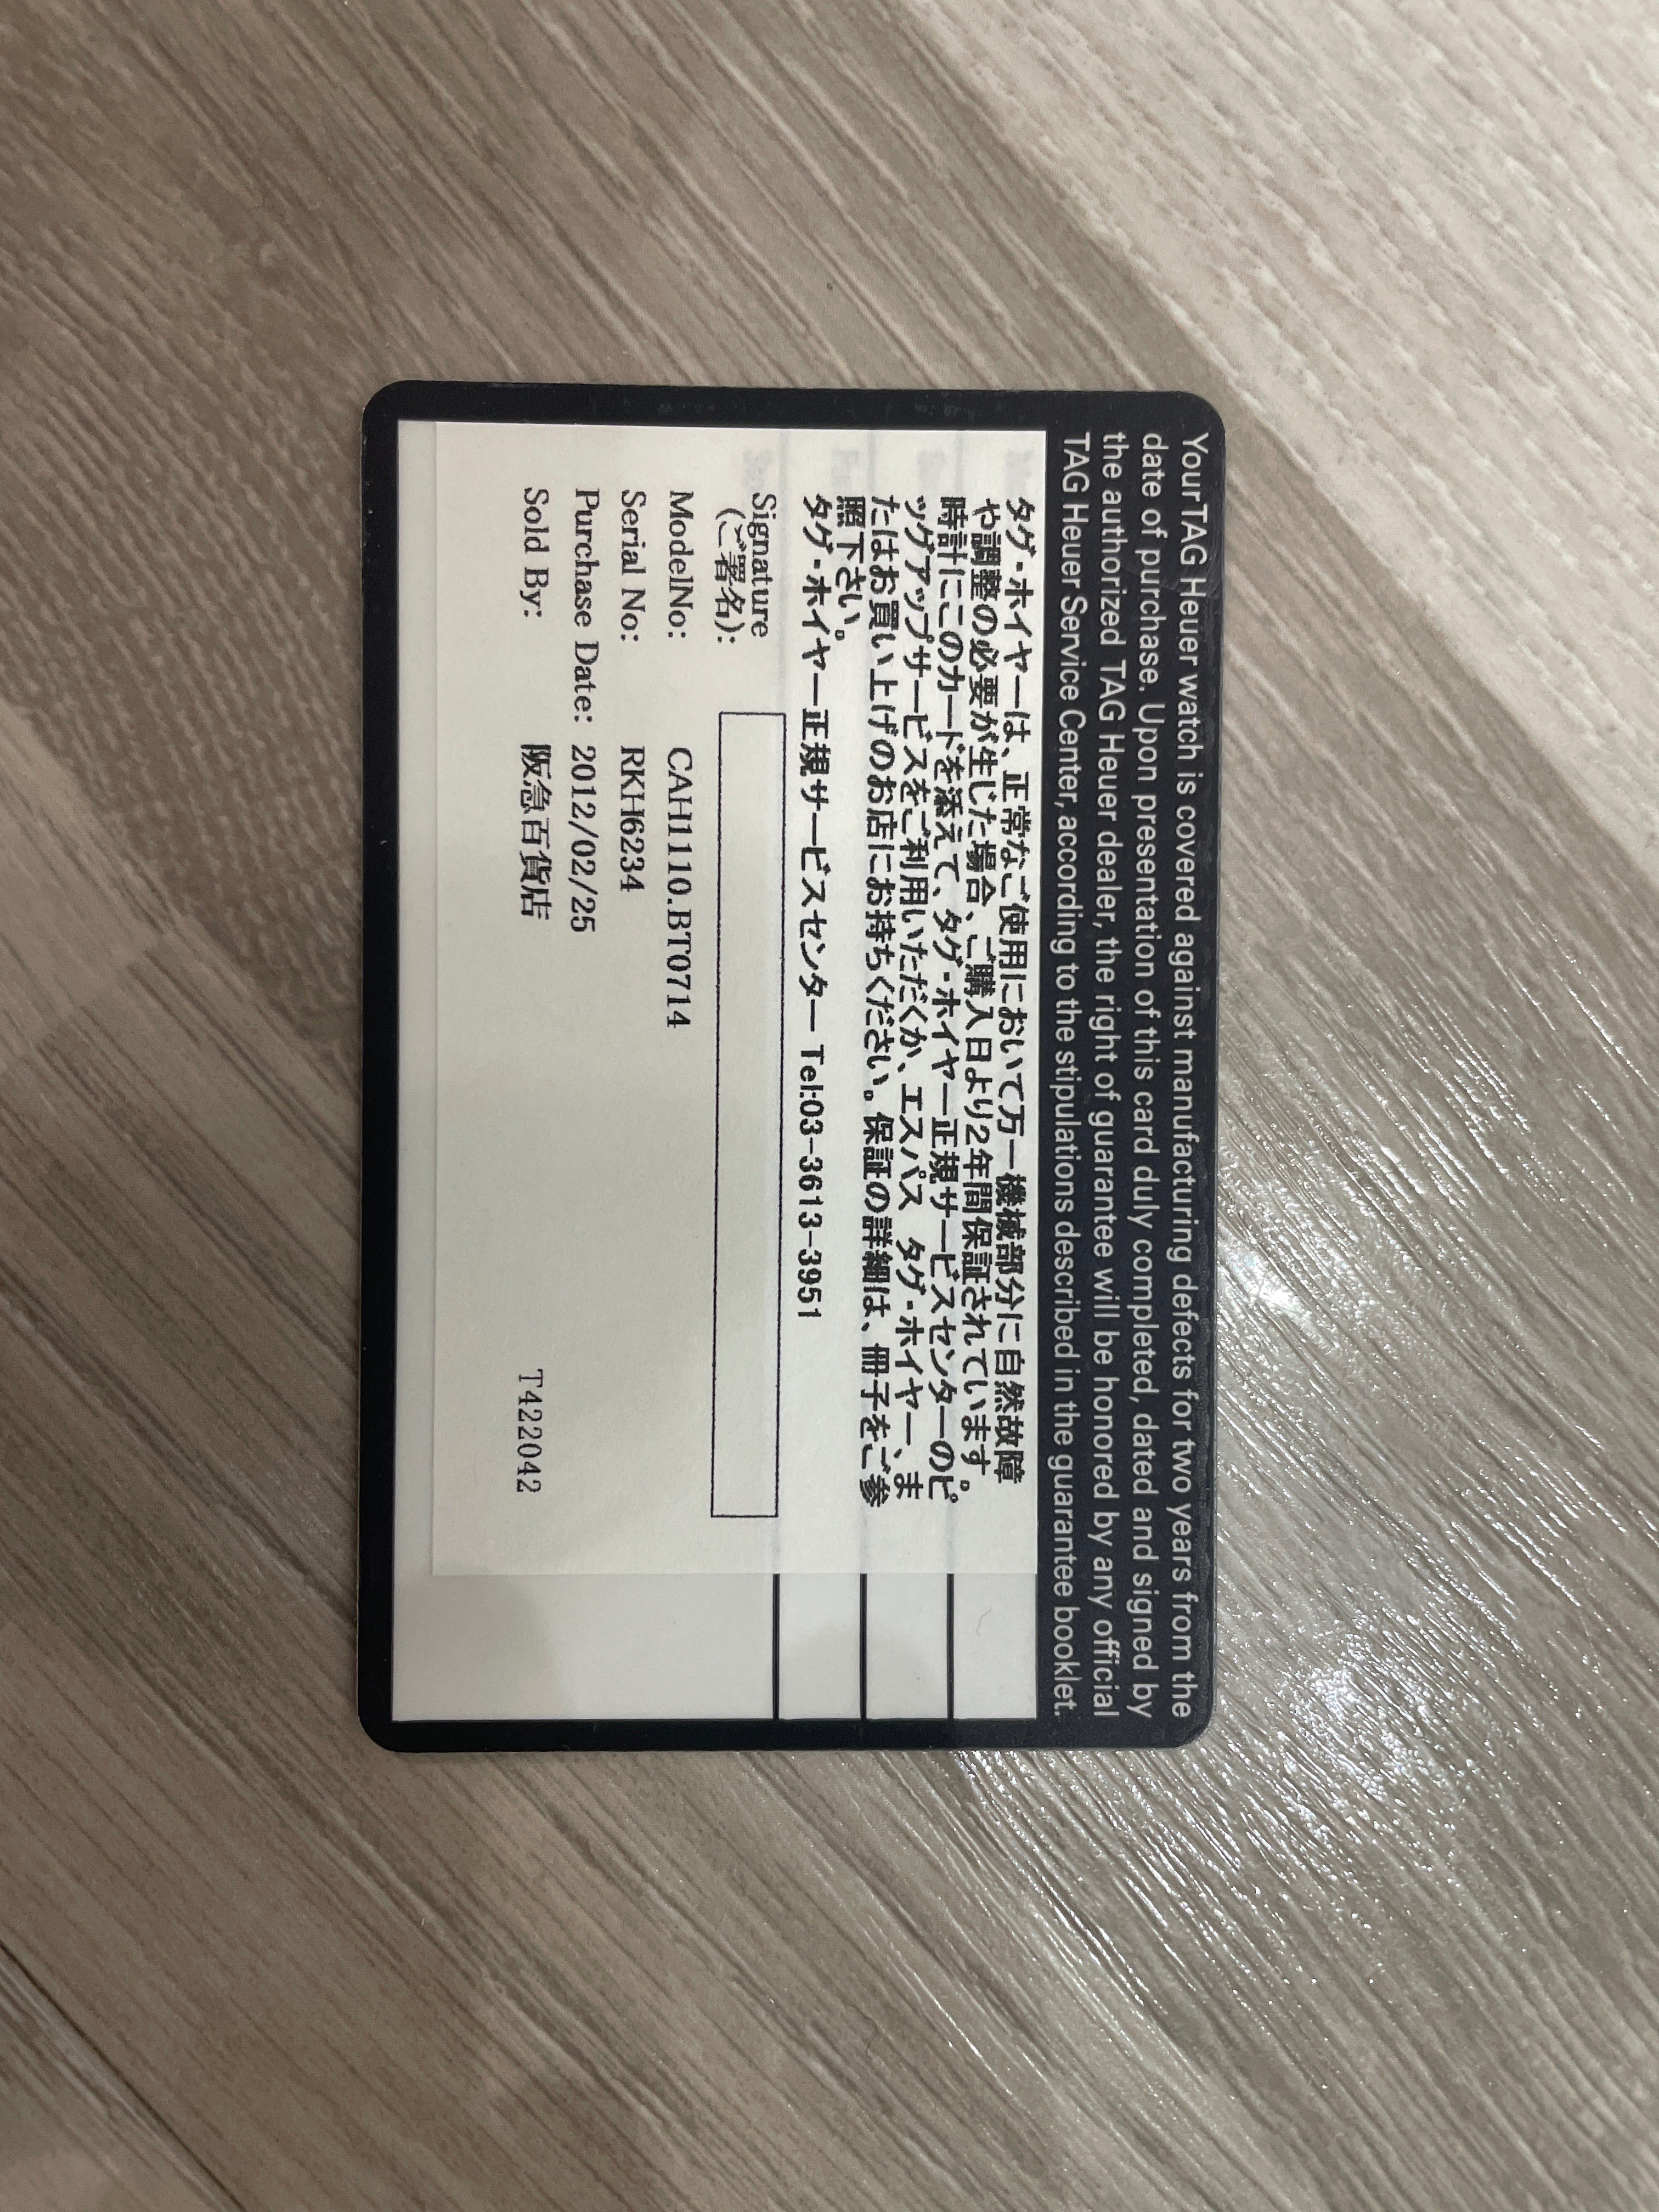 Your TAG Heuer watch is covered against manufacturing defects for two years from the
date of purchase. Upon presentation of this card duly completed, dated and signed by
the authorized TAG Heuer dealer, the right of guarantee will be honored by any official
TAG Heuer Service Center, according to the stipulations described in the guarantee booklet.
タグ・ホイヤーは、正常なご使用において万一機械部分に自然故障
や調整の必要が生じた場合、ご購入日より2年間保証されています。
時計にこのカードを添えて、タグ・ホイヤー正規サービスセンターのピ
ックアップサービスをご利用いただくか、エスパス タグ・ホイヤー、ま
たはお買い上げのお店にお持ちください。保証の詳細は、冊子をご参
照下さい。
タグ・ホイヤー正規サービスセンター Tel:03-3613-3951
Signature
(ご署名):
ModelNo: CAH1110.BT0714
Serial No: RKH6234
Purchase Date: 2012/02/25
Sold By: 阪急百貨店 T422042